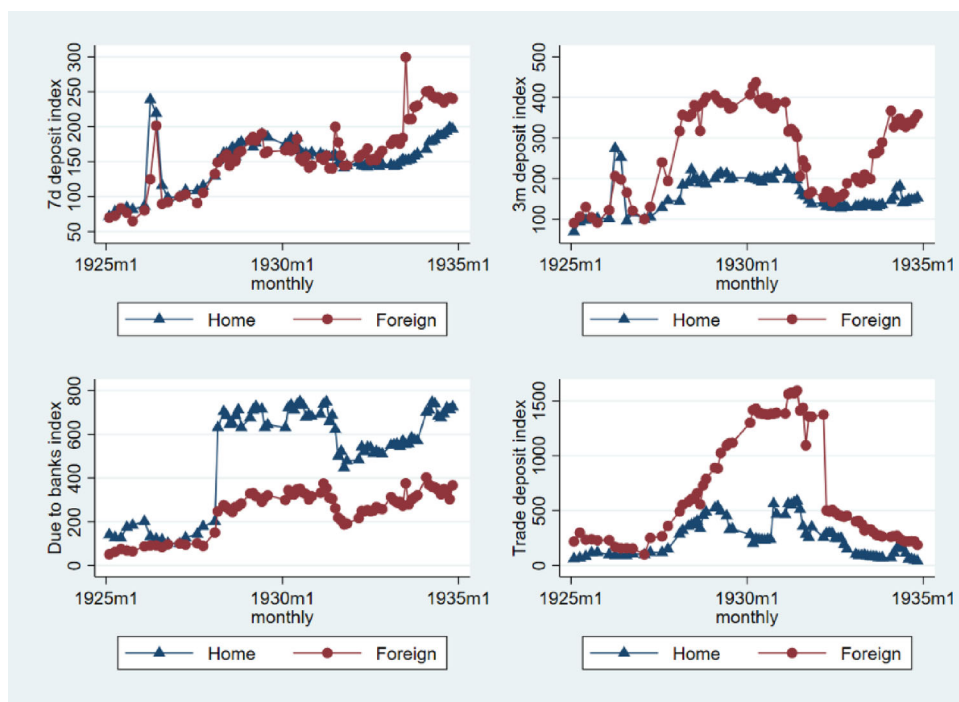 7d deposit index
300
250
200
150
100
50
1925m1 1930m1 1935m1
monthly
Home Foreign
3m deposit index
500
400
300
200
100
1925m1 1930m1 1935m1
monthly
Home Foreign
Due to banks index
800
600
400
200
0
1925m1 1930m1 1935m1
monthly
Home Foreign
Trade deposit index
1500
1000
500
0
1925m1 1930m1 1935m1
monthly
Home Foreign